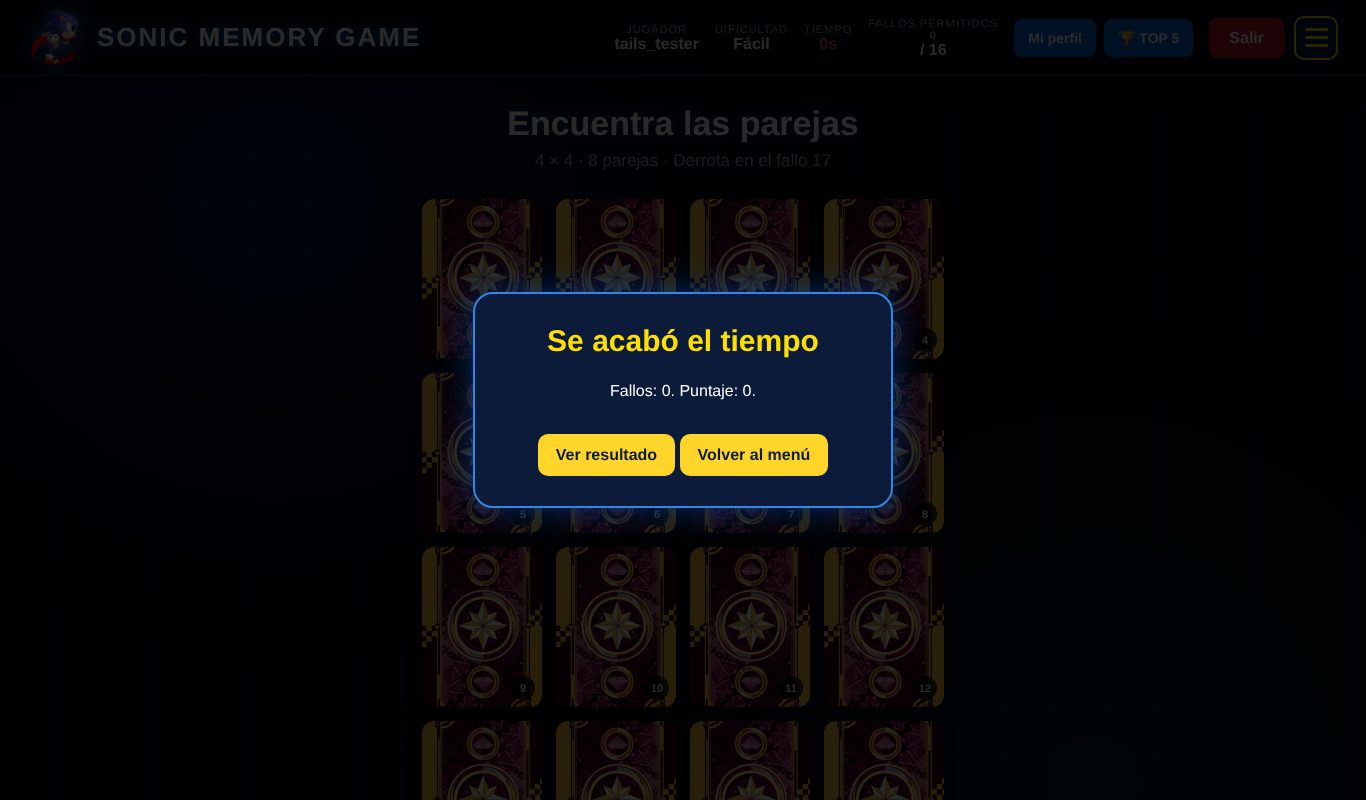 SONIC MEMORY GAME
JUGADOR
tails_tester
DIFICULTAD
Fácil
TIEMPO
0s
FALLOS PERMITIDOS
0
/ 16
Mi perfil
🏆 TOP 5
Salir
Encuentra las parejas
4 × 4 · 8 parejas · Derrota en el fallo 17
4
Se acabó el tiempo
Fallos: 0. Puntaje: 0.
Ver resultado
Volver al menú
5
6
7
8
9
10
11
12